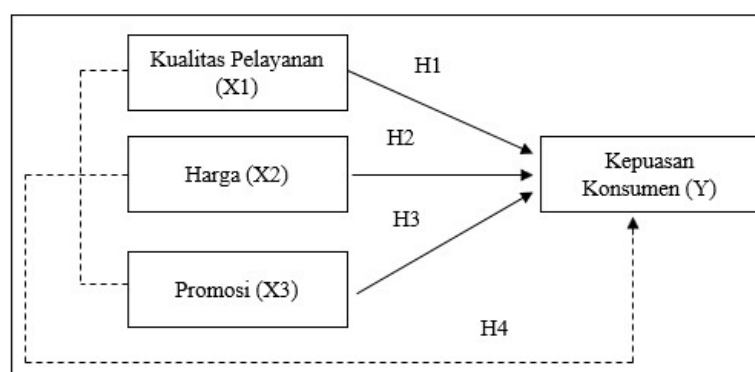 Kualitas Pelayanan
(X1)
H1
H2
Harga (X2)
Kepuasan
Konsumen (Y)
H3
Promosi (X3)
H4